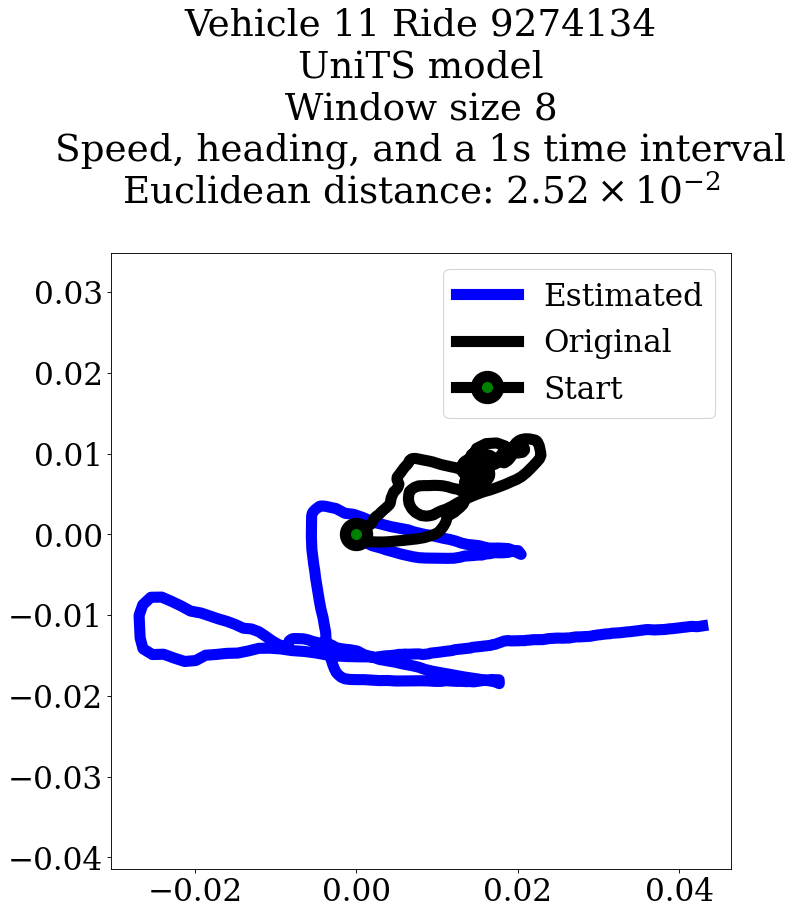 Vehicle 11 Ride 9274134
UniTS model
Window size 8
Speed, heading, and a 1s time interval
Euclidean distance: 2.52 × 10⁻²
Estimated
Original
Start
0.03
0.02
0.01
0.00
−0.01
−0.02
−0.03
−0.04
−0.02 0.00 0.02 0.04